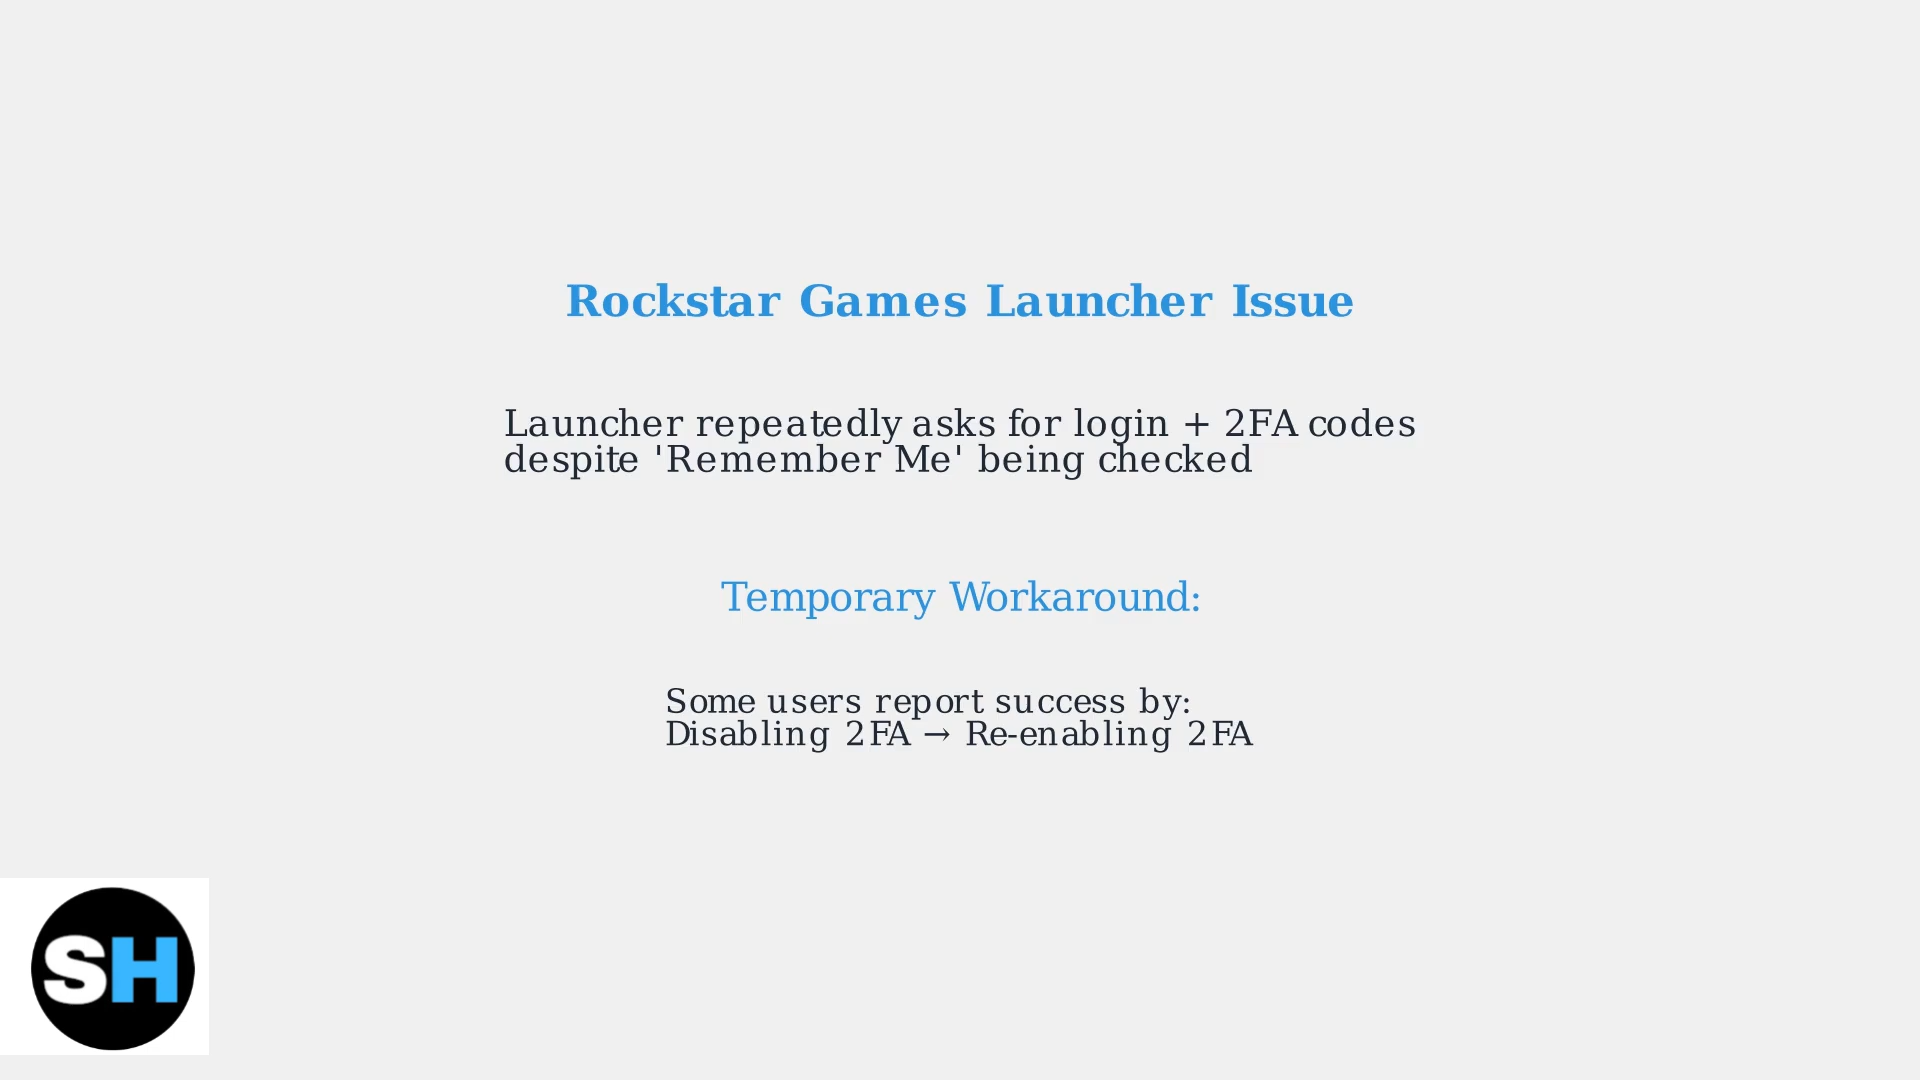 Rockstar Games Launcher Issue
Launcher repeatedly asks for login + 2FA codes
despite 'Remember Me' being checked
Temporary Workaround:
Some users report success by:
Disabling 2FA → Re-enabling 2FA
SH